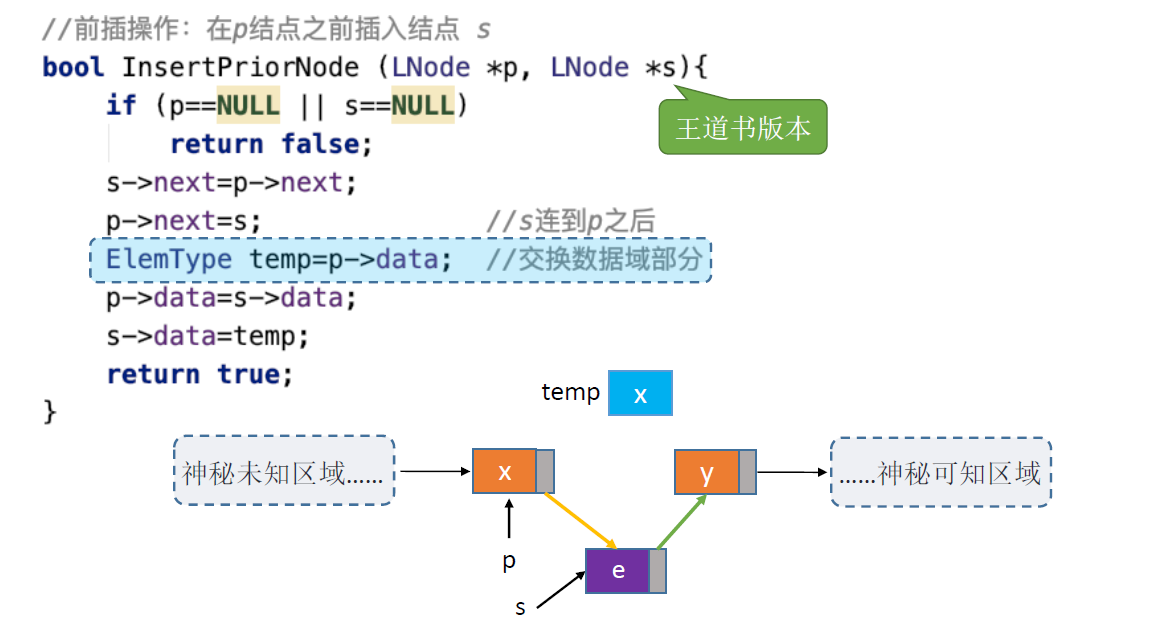 //前插操作：在p结点之前插入结点 s
bool InsertPriorNode (LNode *p, LNode *s){
if (p==NULL || s==NULL)
return false;
王道书版本
s->next=p->next;
p->next=s; //s连到p之后
ElemType temp=p->data; //交换数据域部分
p->data=s->data;
s->data=temp;
return true;
}
temp x
神秘未知区域…… x y ……神秘可知区域
p
e
s